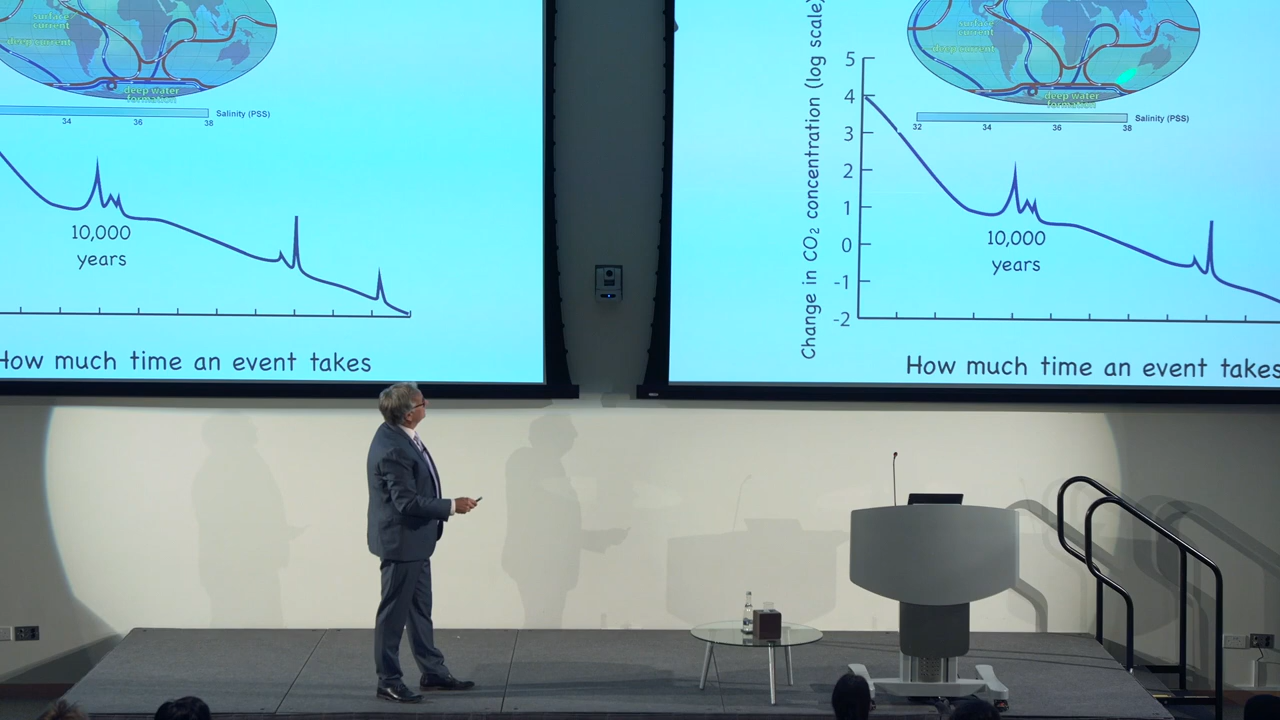 surface
current
deep current
deep water
formation
34
36
38
Salinity (PSS)
10,000
years
How much time an event takes
Change in CO₂ concentration (log scale)
5
4
3
2
1
0
-1
-2
surface
current
deep current
deep water
formation
32
34
36
38
Salinity (PSS)
10,000
years
How much time an event takes